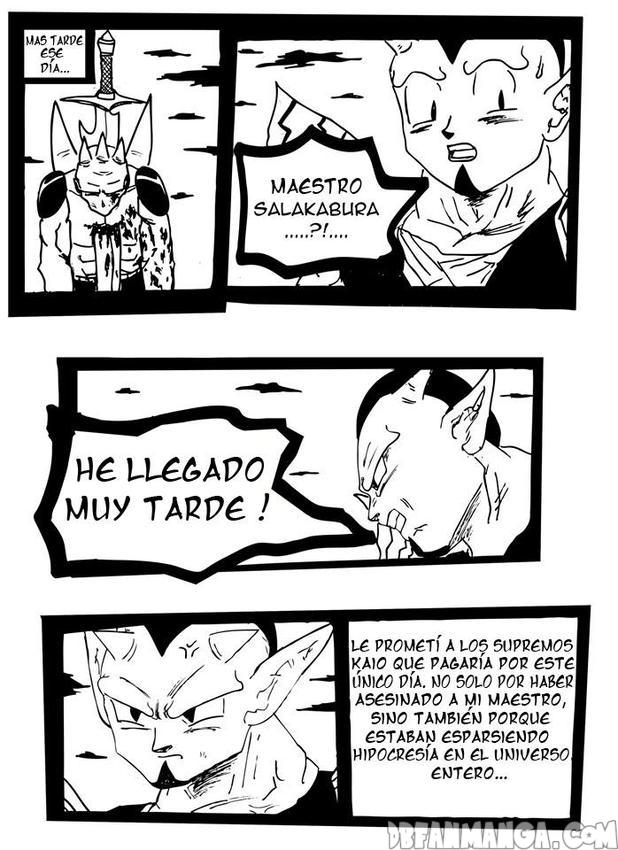 MAS TARDE
ESE
DÍA...
MAESTRO
SALAKABURA
.....?!....
HE LLEGADO
MUY TARDE !
LE PROMETÍ A LOS SUPREMOS
KAIO QUE PAGARÍA POR ESTE
ÚNICO DÍA. NO SOLO POR HABER
ASESINADO A MI MAESTRO,
SINO TAMBIÉN PORQUE
ESTABAN ESPARSIENDO
HIPOCRESÍA EN EL UNIVERSO
ENTERO...
DBFANMANGA.COM